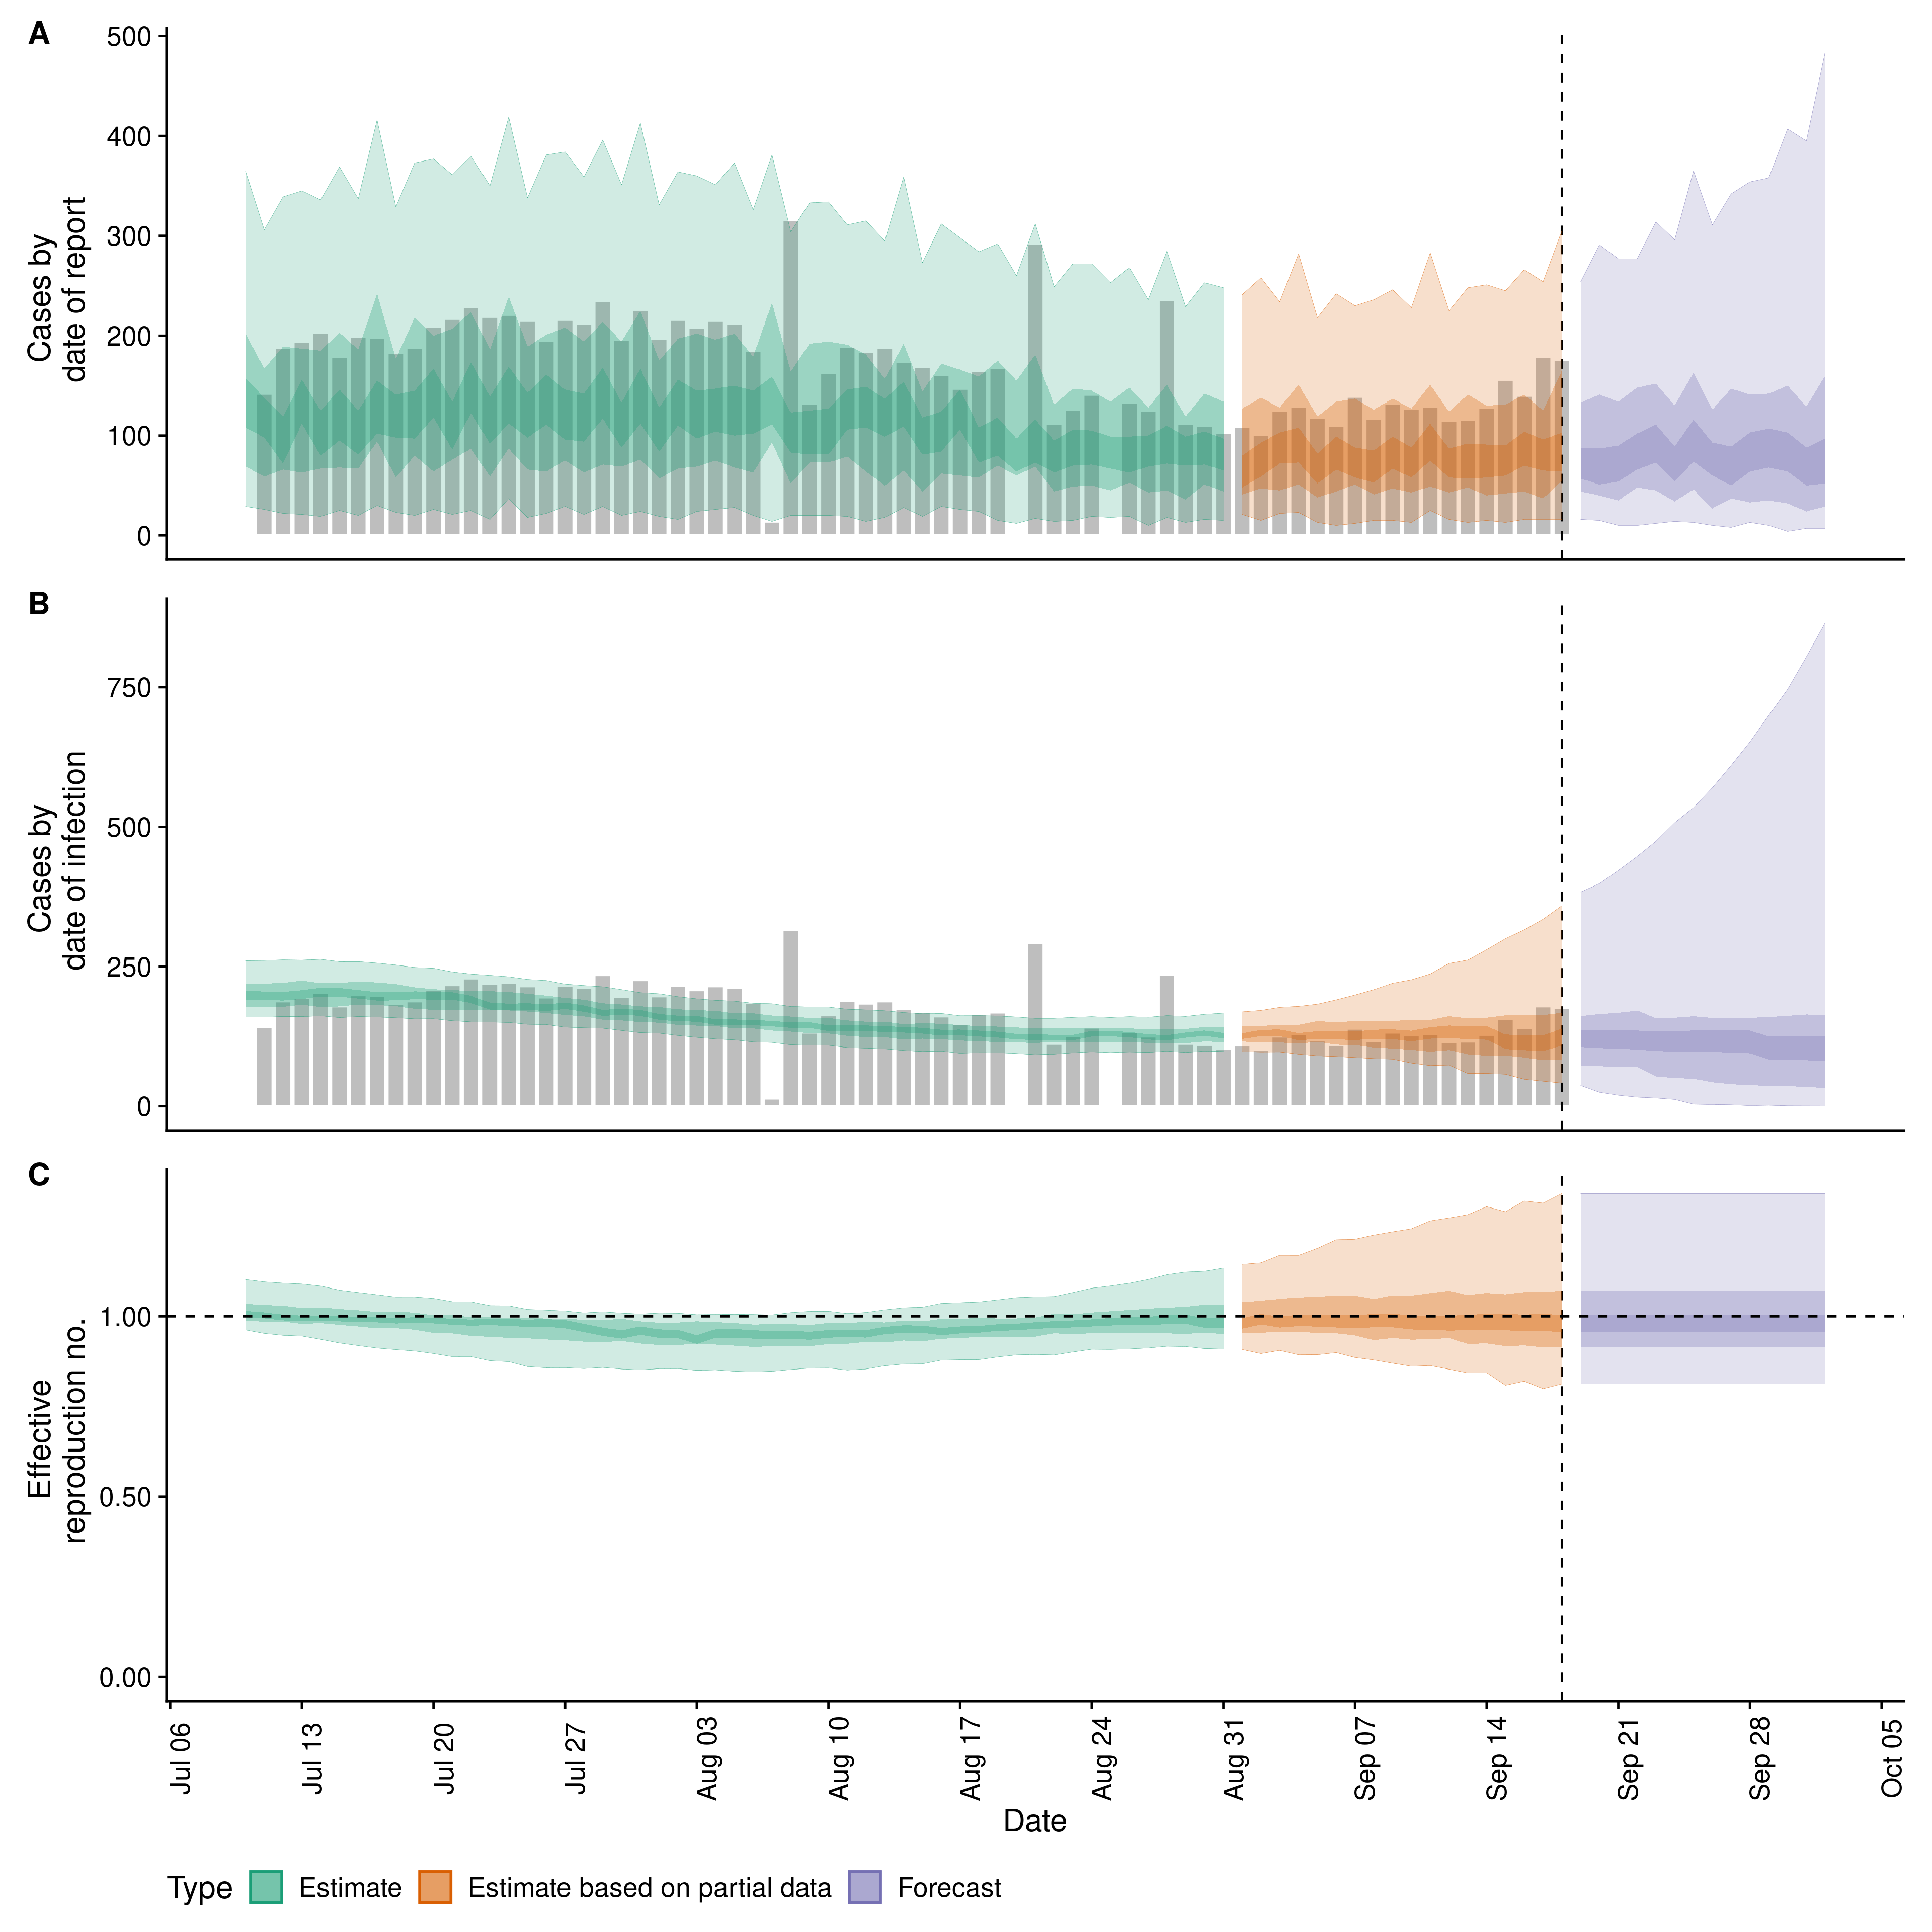 A
Cases by
date of report
500
400
300
200
100
0
B
Cases by
date of infection
750
500
250
0
C
Effective
reproduction no.
1.00
0.50
0.00
Jul 06
Jul 13
Jul 20
Jul 27
Aug 03
Aug 10
Aug 17
Aug 24
Aug 31
Sep 07
Sep 14
Sep 21
Sep 28
Oct 05
Date
Type Estimate Estimate based on partial data Forecast